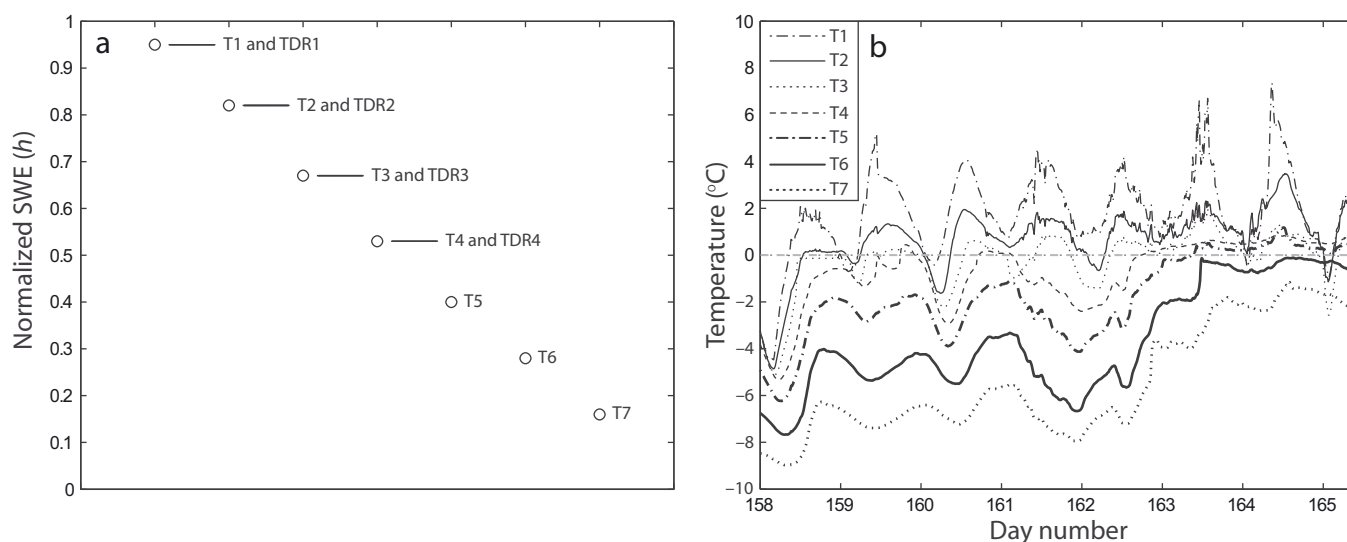 a
Normalized SWE (h)
1
0.9
0.8
0.7
0.6
0.5
0.4
0.3
0.2
0.1
0
T1 and TDR1
T2 and TDR2
T3 and TDR3
T4 and TDR4
T5
T6
T7
b
Temperature (°C)
10
8
6
4
2
0
−2
−4
−6
−8
−10
T1
T2
T3
T4
T5
T6
T7
158 159 160 161 162 163 164 165
Day number